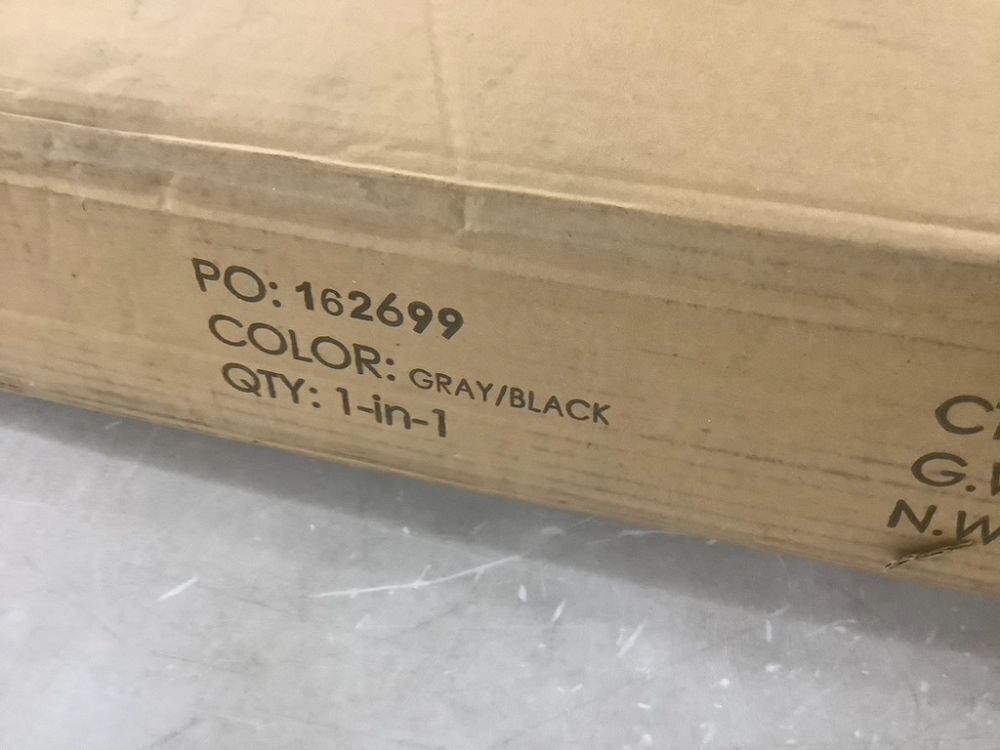 PO: 162699
COLOR: GRAY/BLACK
QTY: 1-in-1
G.
N.W